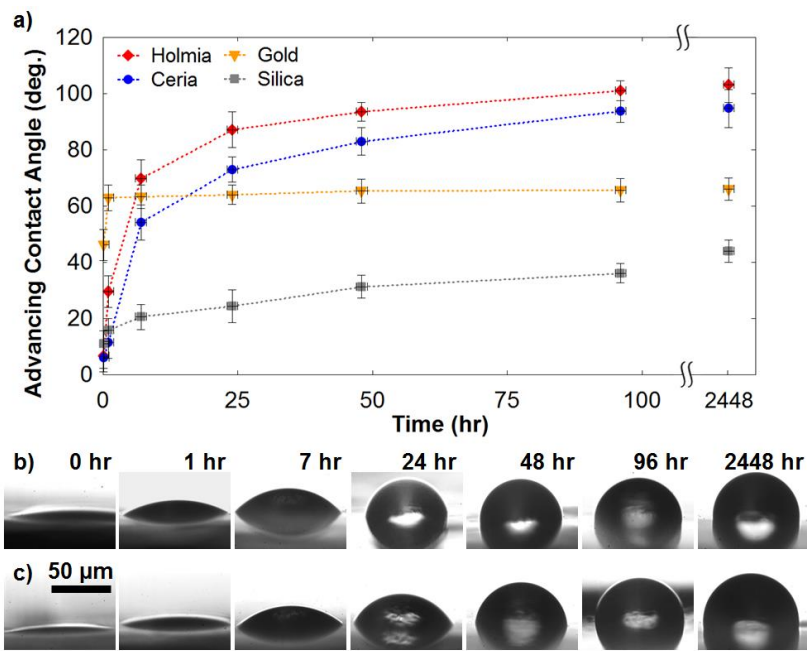 a)
Advancing Contact Angle (deg.)
120
100
80
60
40
20
0
Holmia
Gold
Ceria
Silica
0
25
50
75
100
2448
Time (hr)
b)
0 hr
1 hr
7 hr
24 hr
48 hr
96 hr
2448 hr
c)
50 μm